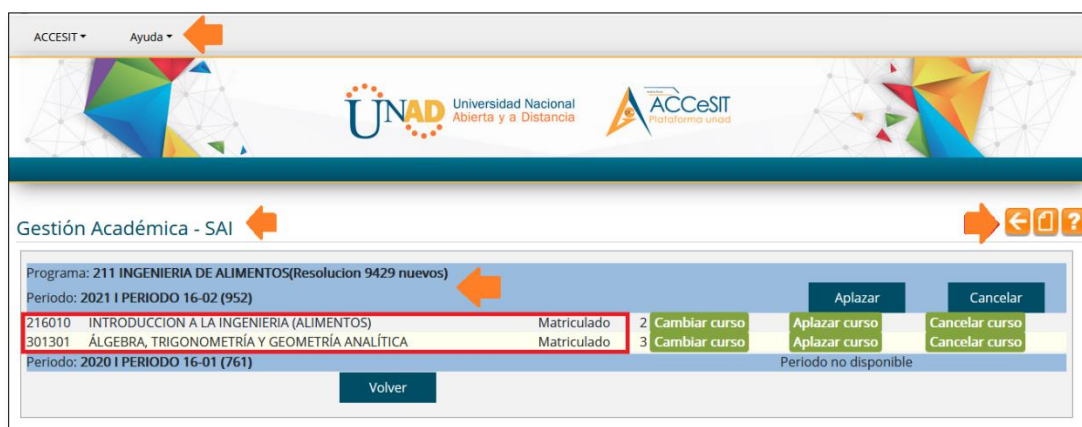 ACCESIT Ayuda
UNAD Universidad Nacional
Abierta y a Distancia
ACCeSIT
Plataforma unad
Gestión Académica - SAI
?
Programa: 211 INGENIERIA DE ALIMENTOS(Resolucion 9429 nuevos)
Periodo: 2021 I PERIODO 16-02 (952) Aplazar Cancelar
216010 INTRODUCCION A LA INGENIERIA (ALIMENTOS) Matriculado 2 Cambiar curso Aplazar curso Cancelar curso
301301 ÁLGEBRA, TRIGONOMETRÍA Y GEOMETRÍA ANALÍTICA Matriculado 3 Cambiar curso Aplazar curso Cancelar curso
Periodo: 2020 I PERIODO 16-01 (761) Periodo no disponible
Volver